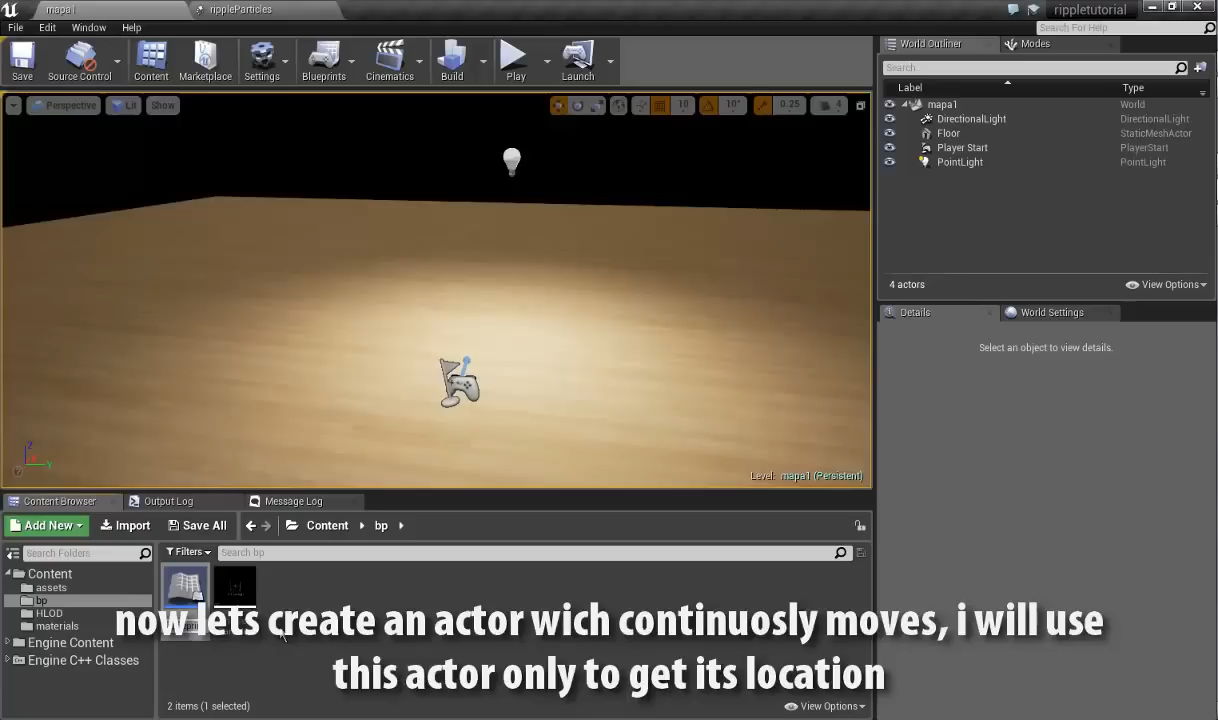 mapa1
rippleParticles
rippletutorial
File Edit Window Help
Search For Help
Save
Source Control
Content
Marketplace
Settings
Blueprints
Cinematics
Build
Play
Launch
World Outliner
Modes
Search..
Label Type
mapa1 World
DirectionalLight DirectionalLight
Floor StaticMeshActor
Player Start PlayerStart
PointLight PointLight
4 actors
View Options
Details
World Settings
Select an object to view details.
Perspective
Lit
Show
10
10°
0.25
4
Z
Y
Level: mapa1 (Persistent)
Content Browser
Output Log
Message Log
Add New
Import
Save All
Content
bp
Search Folders
Filters
Search bp
Content
assets
bp
HLOD
materials
Engine Content
Engine C++ Classes
now lets create an actor wich continuosly moves, i will use
this actor only to get its location
2 items (1 selected)
View Options